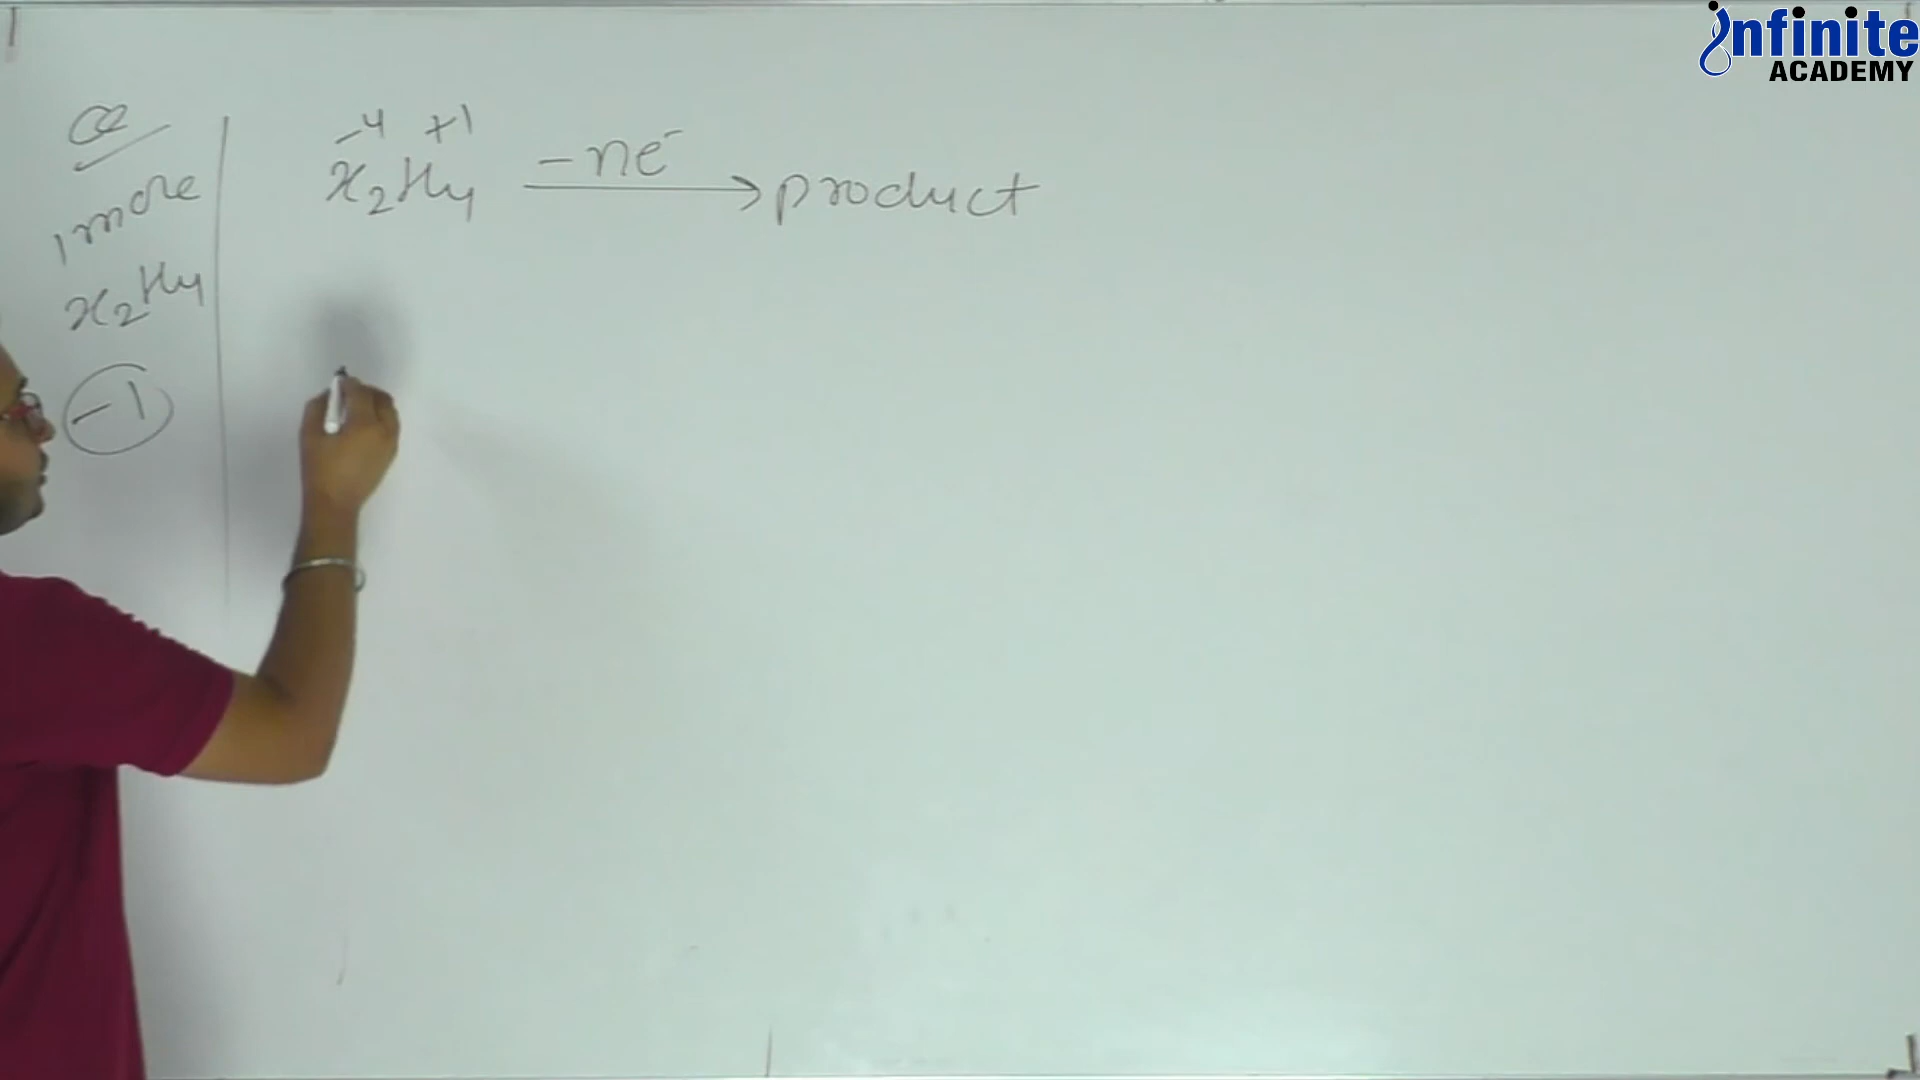 infinite
ACADEMY
Q
1 mole
x₂H₄
-1
-4 +1
x₂H₄ -ne⁻ → product